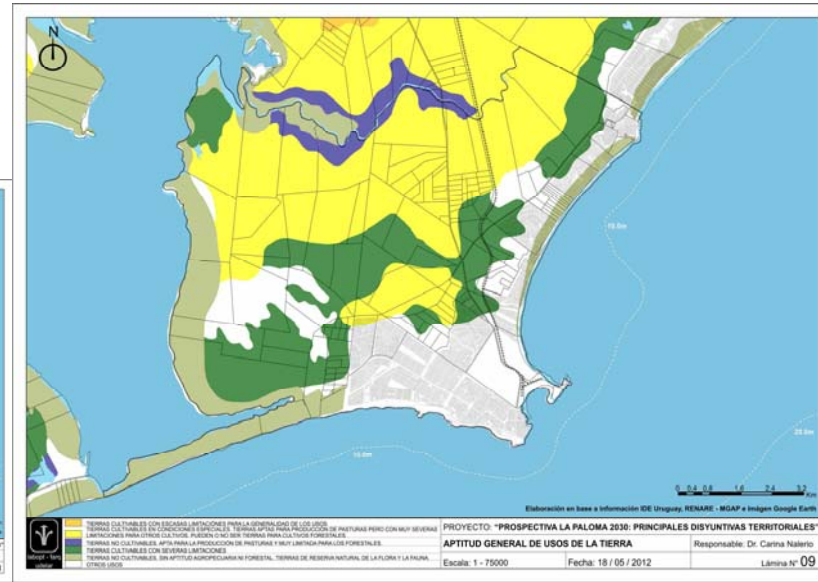 N
10.0m
10.0m
20.0m
0 0.4 0.8 1.6 2.4 3.2
Km
Elaboración en base a información IDE Uruguay, RENARE - MGAP e Imágen Google Earth
TIERRAS CULTIVABLES CON ESCASAS LIMITACIONES PARA LA GENERALIDAD DE LOS USOS
TIERRAS CULTIVABLES EN CONDICIONES ESPECIALES, TIERRAS APTAS PARA PRODUCCIÓN DE PASTURAS PERO CON MUY SEVERAS
LIMITACIONES PARA OTROS CULTIVOS, PUEDEN O NO SER TIERRAS PARA CULTIVOS FORESTALES.
TIERRAS NO CULTIVABLES, APTA PARA LA PRODUCCIÓN DE PASTURAS Y MUY LIMITADA PARA LOS FORESTALES.
TIERRAS CULTIVABLES CON SEVERAS LIMITACIONES
TIERRAS NO CULTIVABLES, SIN APTITUD AGROPECUARIA NI FORESTAL, TIERRAS DE RESERVA NATURAL DE LA FLORA Y LA FAUNA.
OTROS USOS
PROYECTO: "PROSPECTIVA LA PALOMA 2030: PRINCIPALES DISYUNTIVAS TERRITORIALES"
APTITUD GENERAL DE USOS DE LA TIERRA
Responsable: Dr. Carina Nalerio
Escala: 1 - 75000
Fecha: 18 / 05 / 2012
Lámina N° 09
udelar